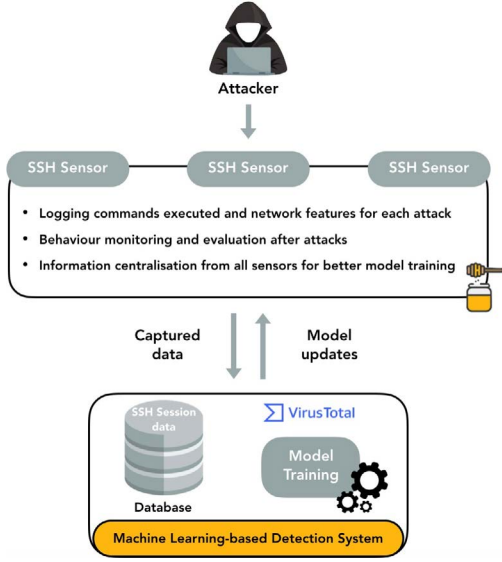 Attacker
SSH Sensor
SSH Sensor
SSH Sensor
• Logging commands executed and network features for each attack
• Behaviour monitoring and evaluation after attacks
• Information centralisation from all sensors for better model training
Captured
data
Model
updates
SSH Session
data
Database
VirusTotal
Model
Training
Machine Learning-based Detection System